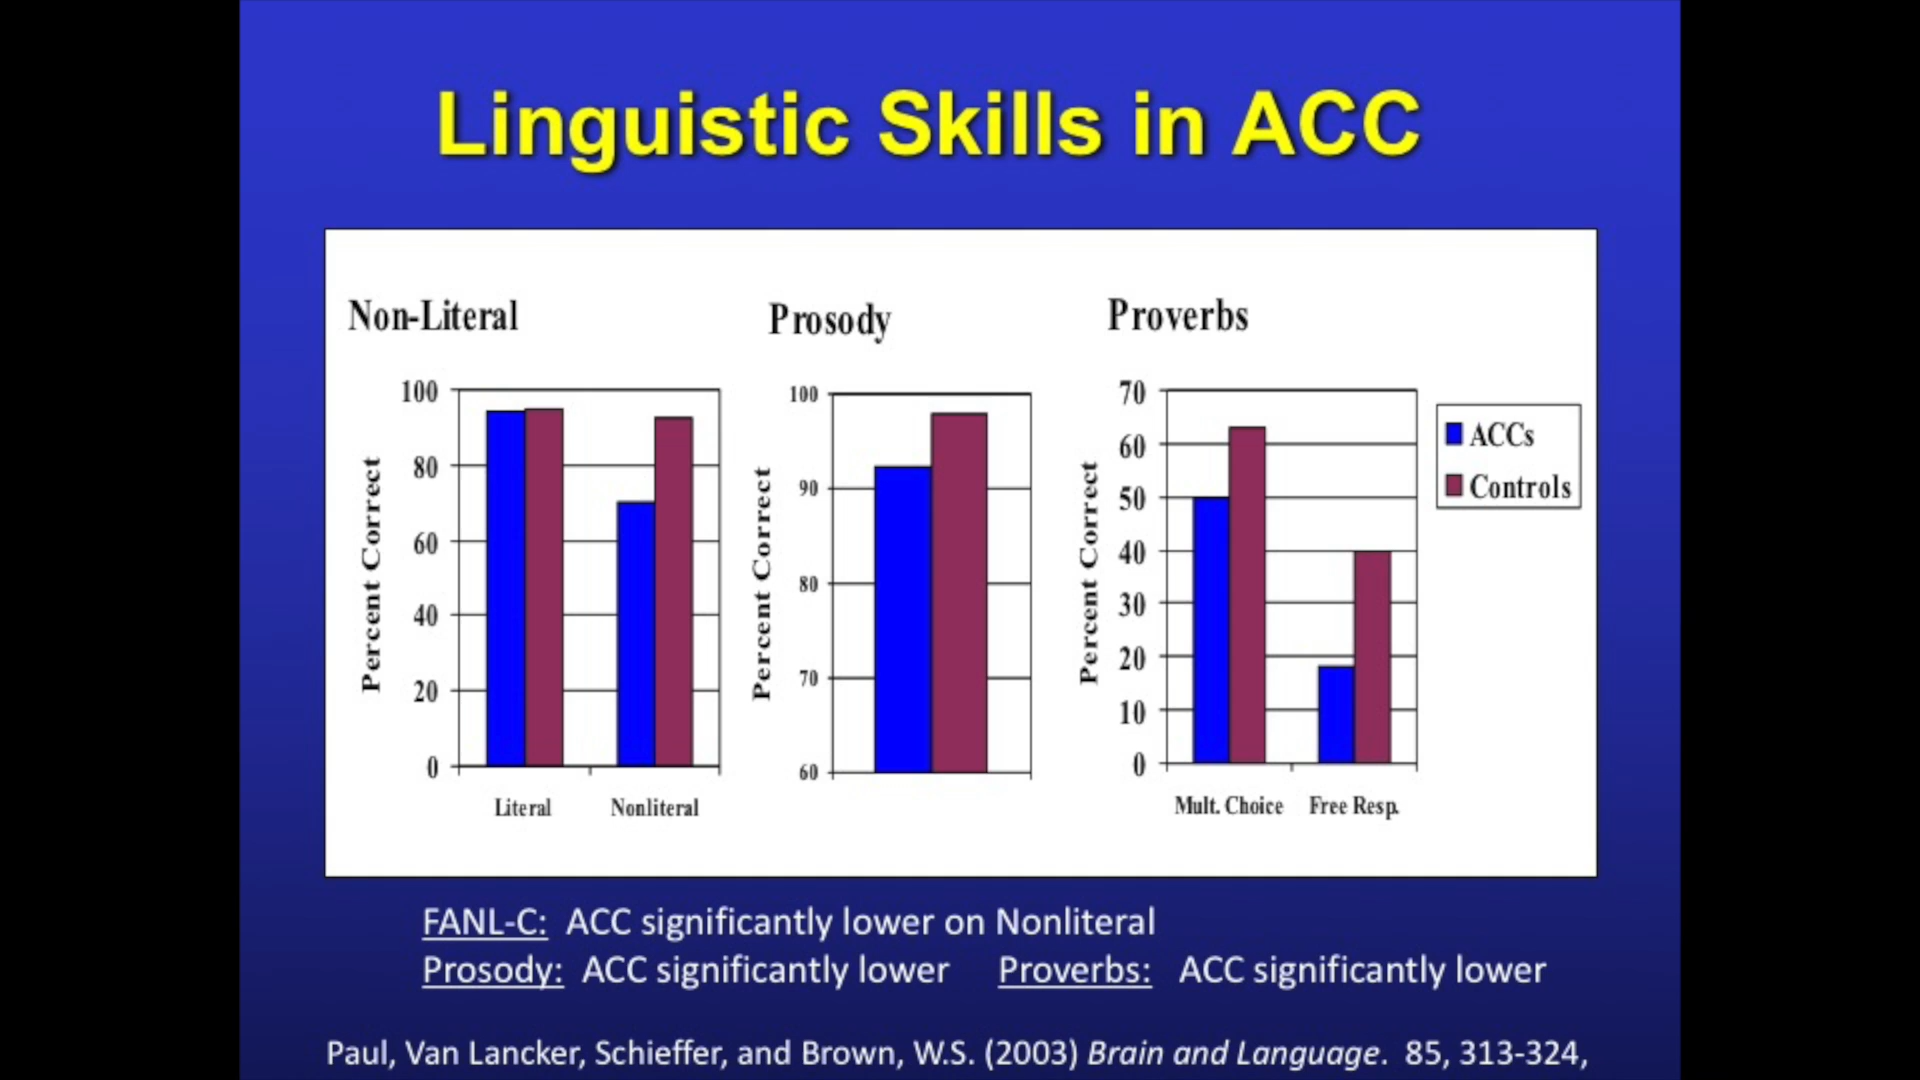 Linguistic Skills in ACC
Non-Literal
Percent Correct
100
80
60
40
20
0
Literal Nonliteral
Prosody
Percent Correct
100
90
80
70
60
Proverbs
Percent Correct
70
60
50
40
30
20
10
0
Mult. Choice Free Resp.
ACCs
Controls
FANL-C: ACC significantly lower on Nonliteral
Prosody: ACC significantly lower Proverbs: ACC significantly lower
Paul, Van Lancker, Schieffer, and Brown, W.S. (2003) Brain and Language. 85, 313-324,